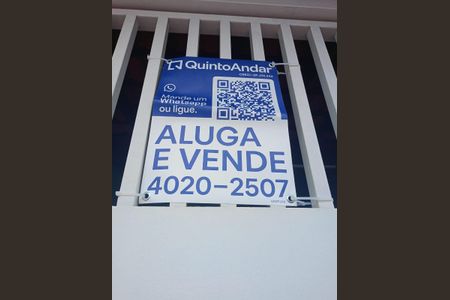 QuintoAndar
Mande um
Whatsapp
ou ligue.
ALUGA
E VENDE
4020-2507